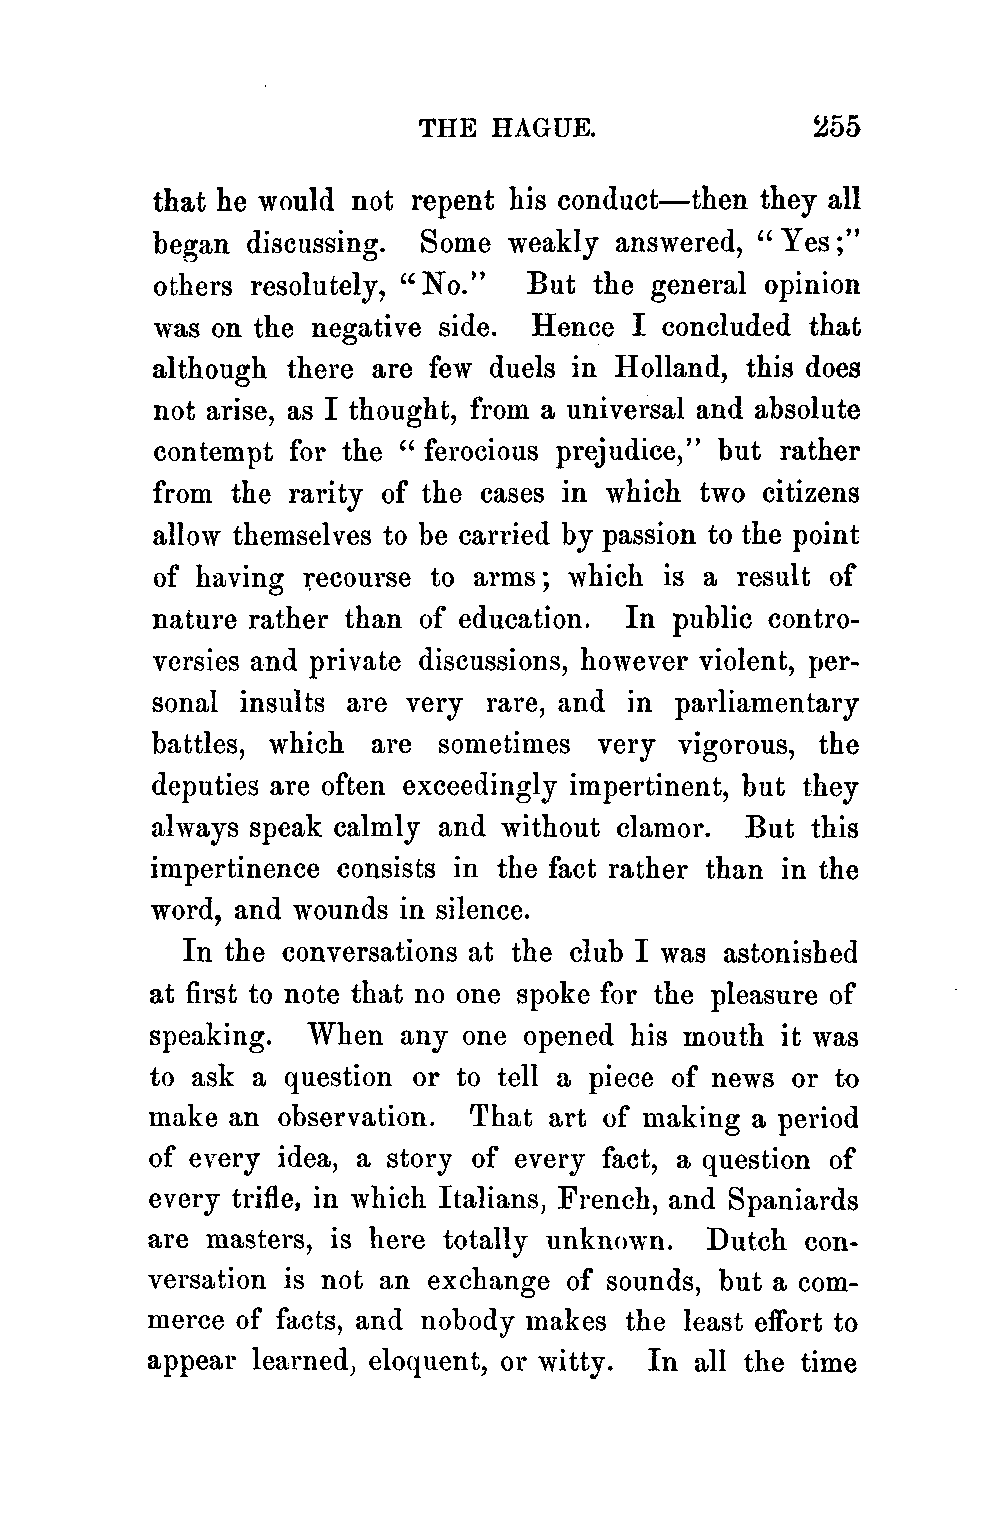 THE HAGUE. 255
that he would not repent his conduct—then they all
began discussing. Some weakly answered, "Yes;"
others resolutely, "No." But the general opinion
was on the negative side. Hence I concluded that
although there are few duels in Holland, this does
not arise, as I thought, from a universal and absolute
contempt for the "ferocious prejudice," but rather
from the rarity of the cases in which two citizens
allow themselves to be carried by passion to the point
of having recourse to arms; which is a result of
nature rather than of education. In public contro-
versies and private discussions, however violent, per-
sonal insults are very rare, and in parliamentary
battles, which are sometimes very vigorous, the
deputies are often exceedingly impertinent, but they
always speak calmly and without clamor. But this
impertinence consists in the fact rather than in the
word, and wounds in silence.
In the conversations at the club I was astonished
at first to note that no one spoke for the pleasure of
speaking. When any one opened his mouth it was
to ask a question or to tell a piece of news or to
make an observation. That art of making a period
of every idea, a story of every fact, a question of
every trifle, in which Italians, French, and Spaniards
are masters, is here totally unknown. Dutch con-
versation is not an exchange of sounds, but a com-
merce of facts, and nobody makes the least effort to
appear learned, eloquent, or witty. In all the time